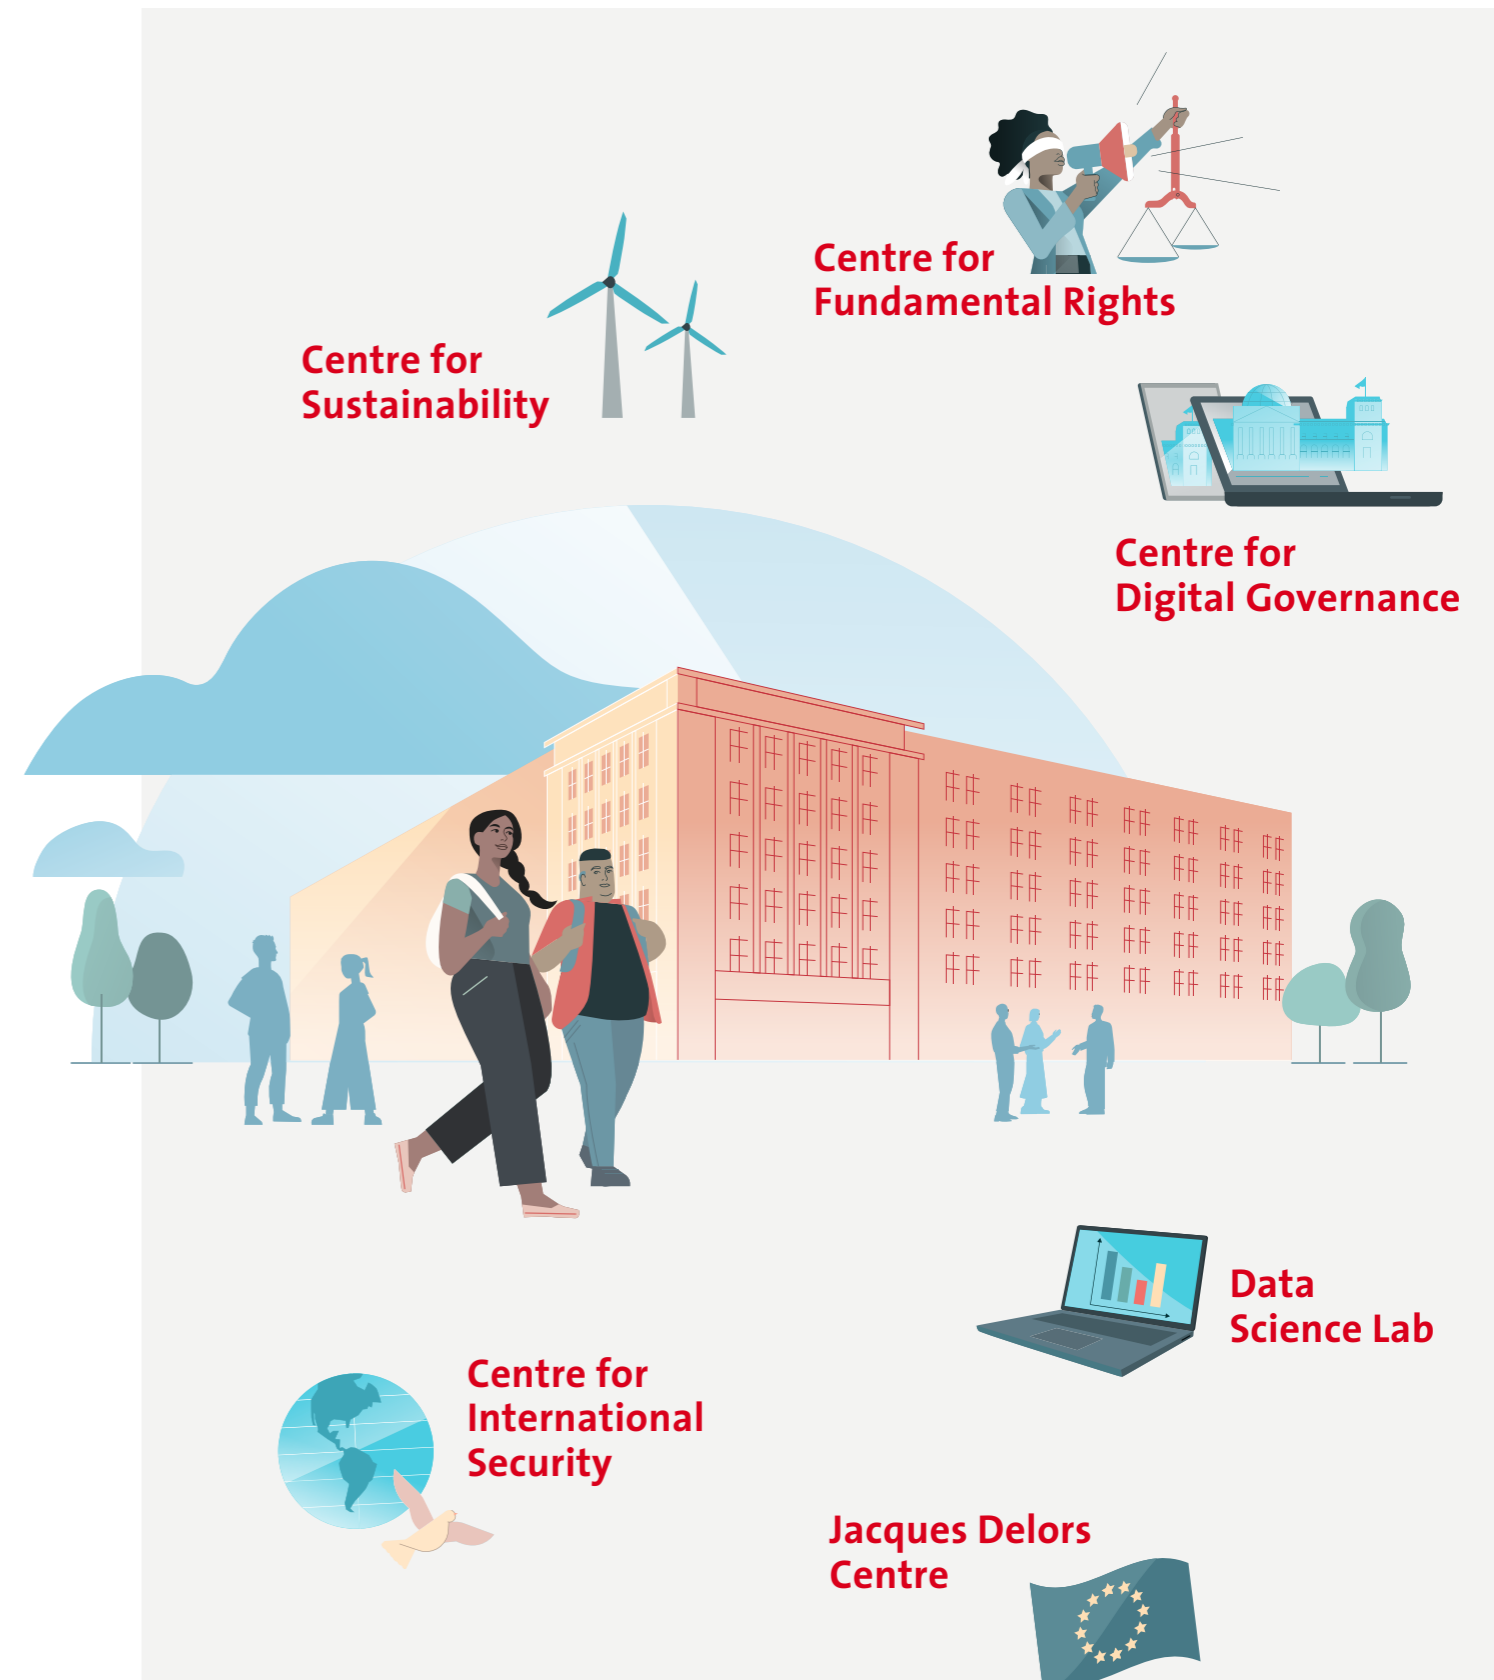 Centre for
Fundamental Rights
Centre for
Sustainability
Centre for
Digital Governance
Data
Science Lab
Centre for
International
Security
Jacques Delors
Centre